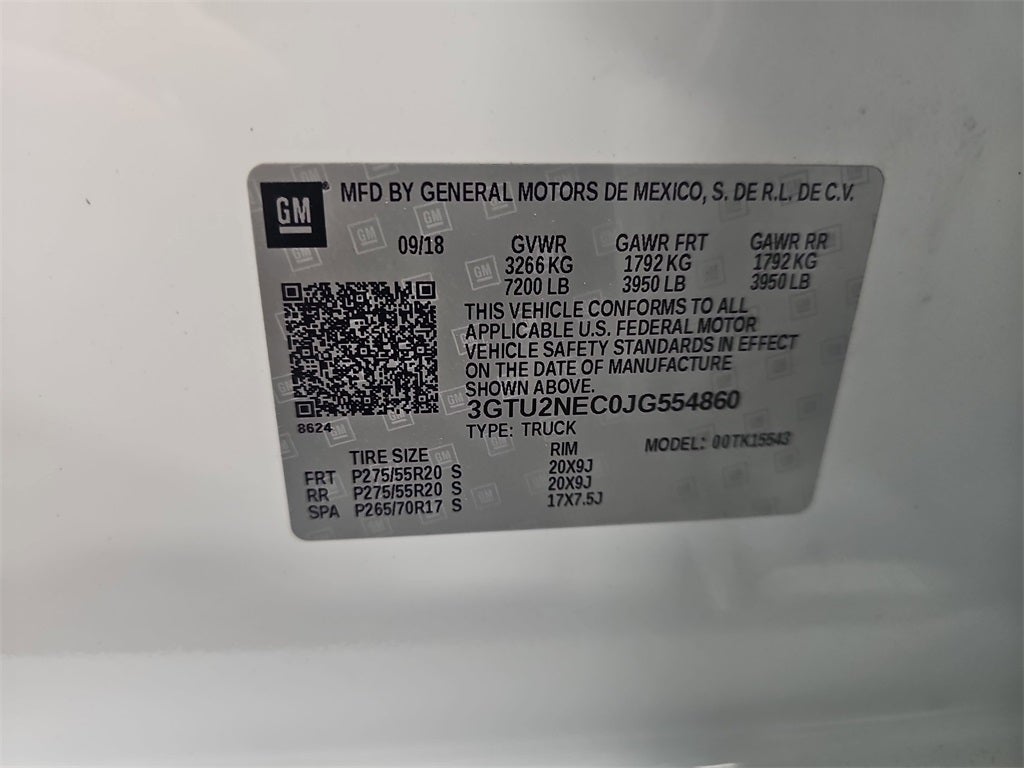 GM
MFD BY GENERAL MOTORS DE MEXICO, S. DE R.L. DE C.V.
09/18 GVWR GAWR FRT GAWR RR
3266 KG 1792 KG 1792 KG
7200 LB 3950 LB 3950 LB
THIS VEHICLE CONFORMS TO ALL
APPLICABLE U.S. FEDERAL MOTOR
VEHICLE SAFETY STANDARDS IN EFFECT
ON THE DATE OF MANUFACTURE
SHOWN ABOVE.
3GTU2NEC0JG554860
8624
TYPE: TRUCK MODEL: 00TK15543
TIRE SIZE RIM
FRT P275/55R20 S 20X9J
RR P275/55R20 S 20X9J
SPA P265/70R17 S 17X7.5J